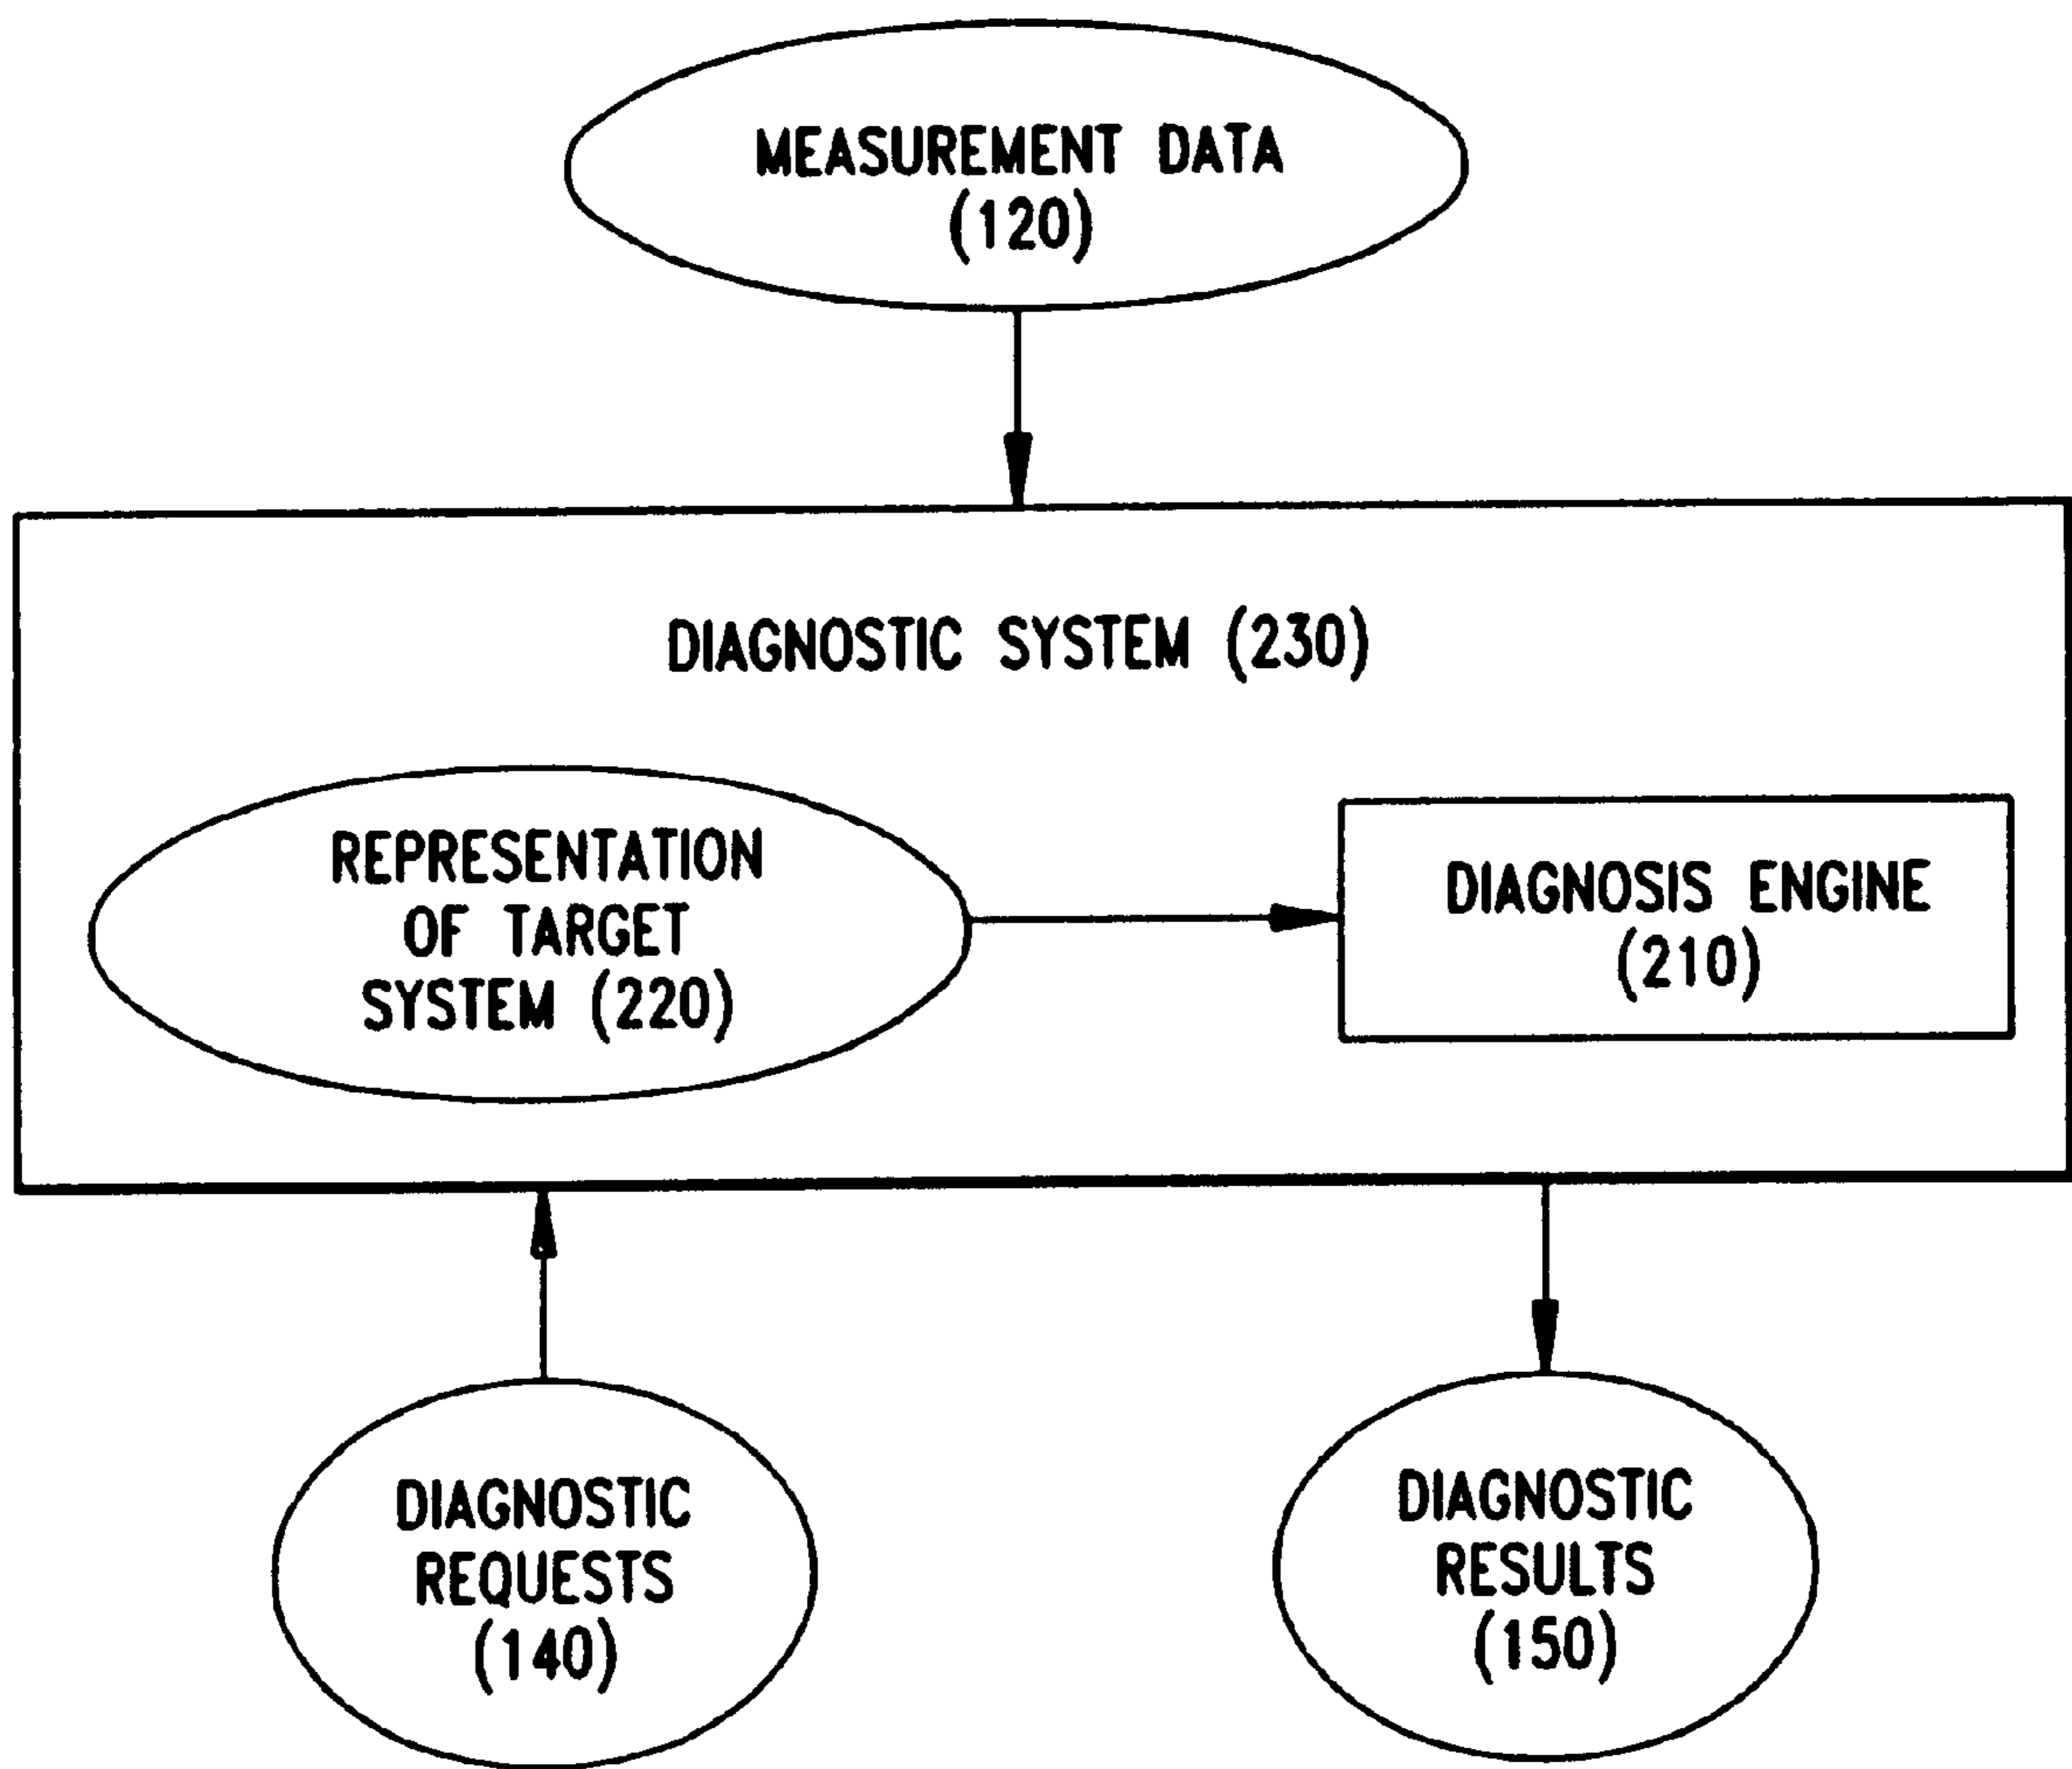 MEASUREMENT DATA
(120)
DIAGNOSTIC SYSTEM (230)
REPRESENTATION
OF TARGET
SYSTEM (220)
DIAGNOSIS ENGINE
(210)
DIAGNOSTIC
REQUESTS
(140)
DIAGNOSTIC
RESULTS
(150)